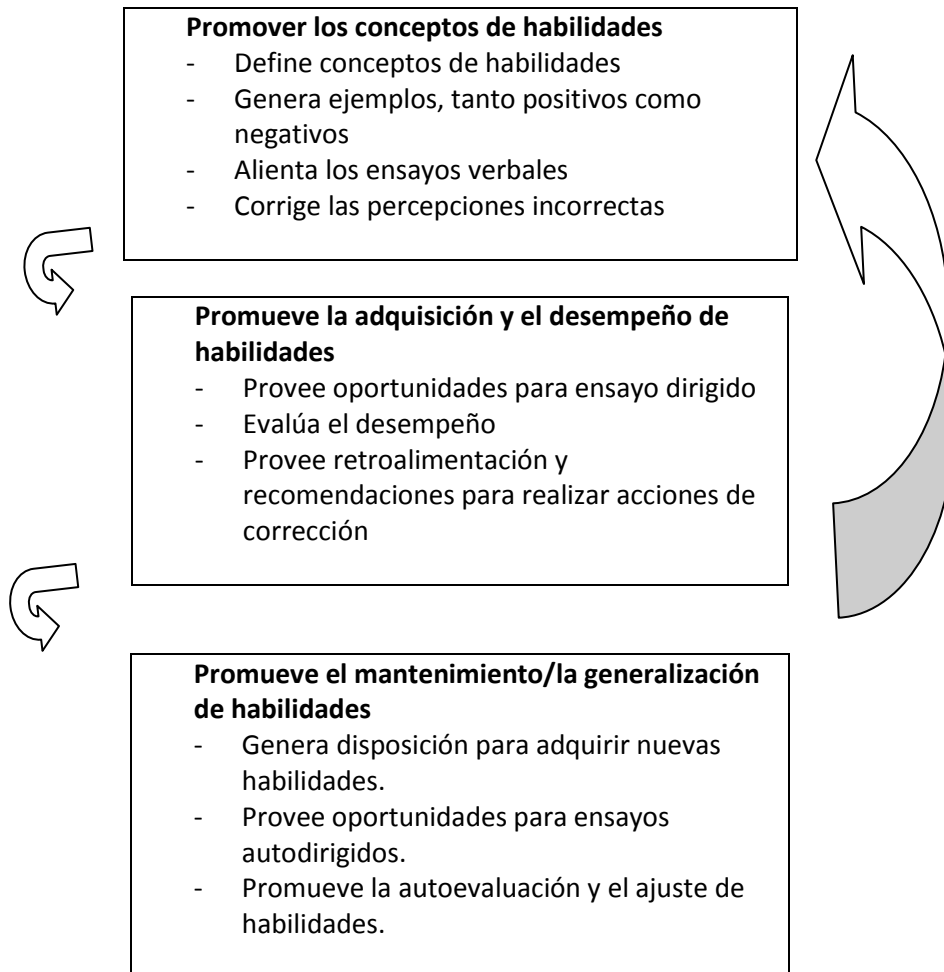 Promover los conceptos de habilidades
- Define conceptos de habilidades
- Genera ejemplos, tanto positivos como
negativos
- Alienta los ensayos verbales
- Corrige las percepciones incorrectas
Promueve la adquisición y el desempeño de
habilidades
- Provee oportunidades para ensayo dirigido
- Evalúa el desempeño
- Provee retroalimentación y
recomendaciones para realizar acciones de
corrección
Promueve el mantenimiento/la generalización
de habilidades
- Genera disposición para adquirir nuevas
habilidades.
- Provee oportunidades para ensayos
autodirigidos.
- Promueve la autoevaluación y el ajuste de
habilidades.